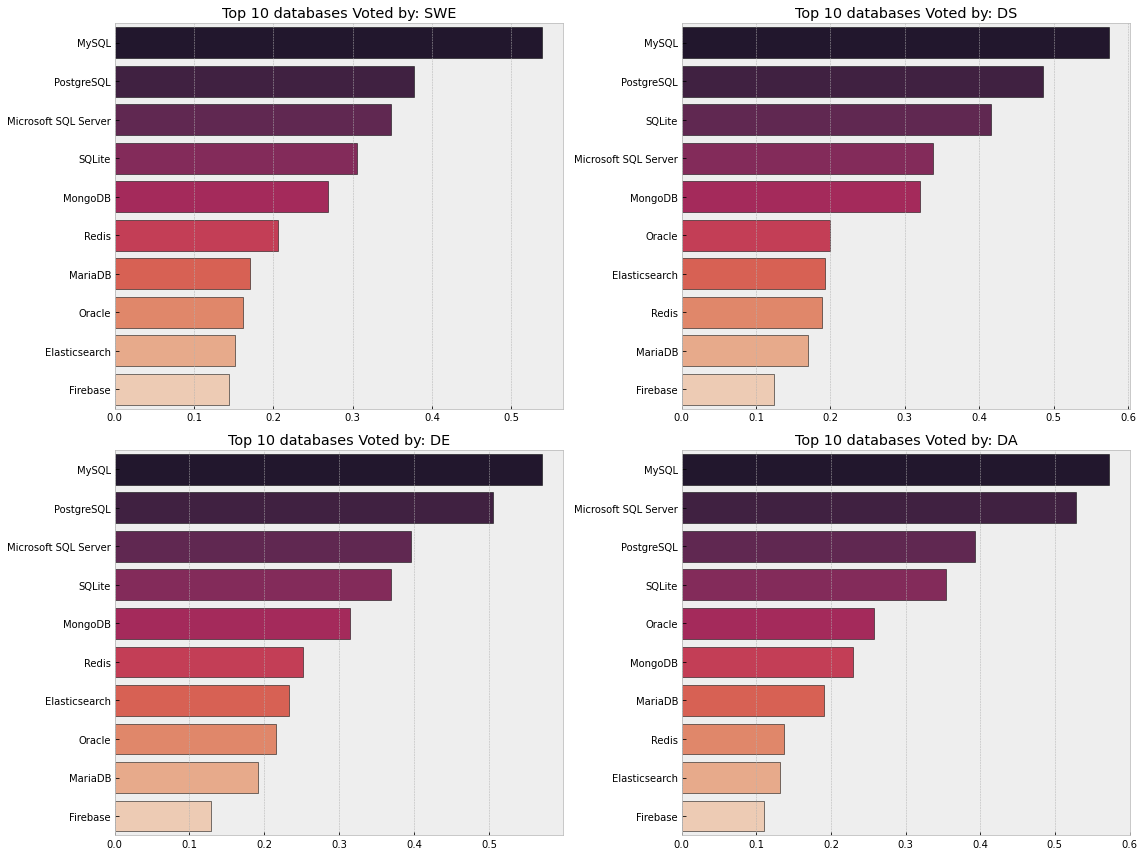 Top 10 databases Voted by: SWE
MySQL
PostgreSQL
Microsoft SQL Server
SQLite
MongoDB
Redis
MariaDB
Oracle
Elasticsearch
Firebase
0.0 0.1 0.2 0.3 0.4 0.5
Top 10 databases Voted by: DS
MySQL
PostgreSQL
SQLite
Microsoft SQL Server
MongoDB
Oracle
Elasticsearch
Redis
MariaDB
Firebase
0.0 0.1 0.2 0.3 0.4 0.5 0.6
Top 10 databases Voted by: DE
MySQL
PostgreSQL
Microsoft SQL Server
SQLite
MongoDB
Redis
Elasticsearch
Oracle
MariaDB
Firebase
0.0 0.1 0.2 0.3 0.4 0.5
Top 10 databases Voted by: DA
MySQL
Microsoft SQL Server
PostgreSQL
SQLite
Oracle
MongoDB
MariaDB
Redis
Elasticsearch
Firebase
0.0 0.1 0.2 0.3 0.4 0.5 0.6